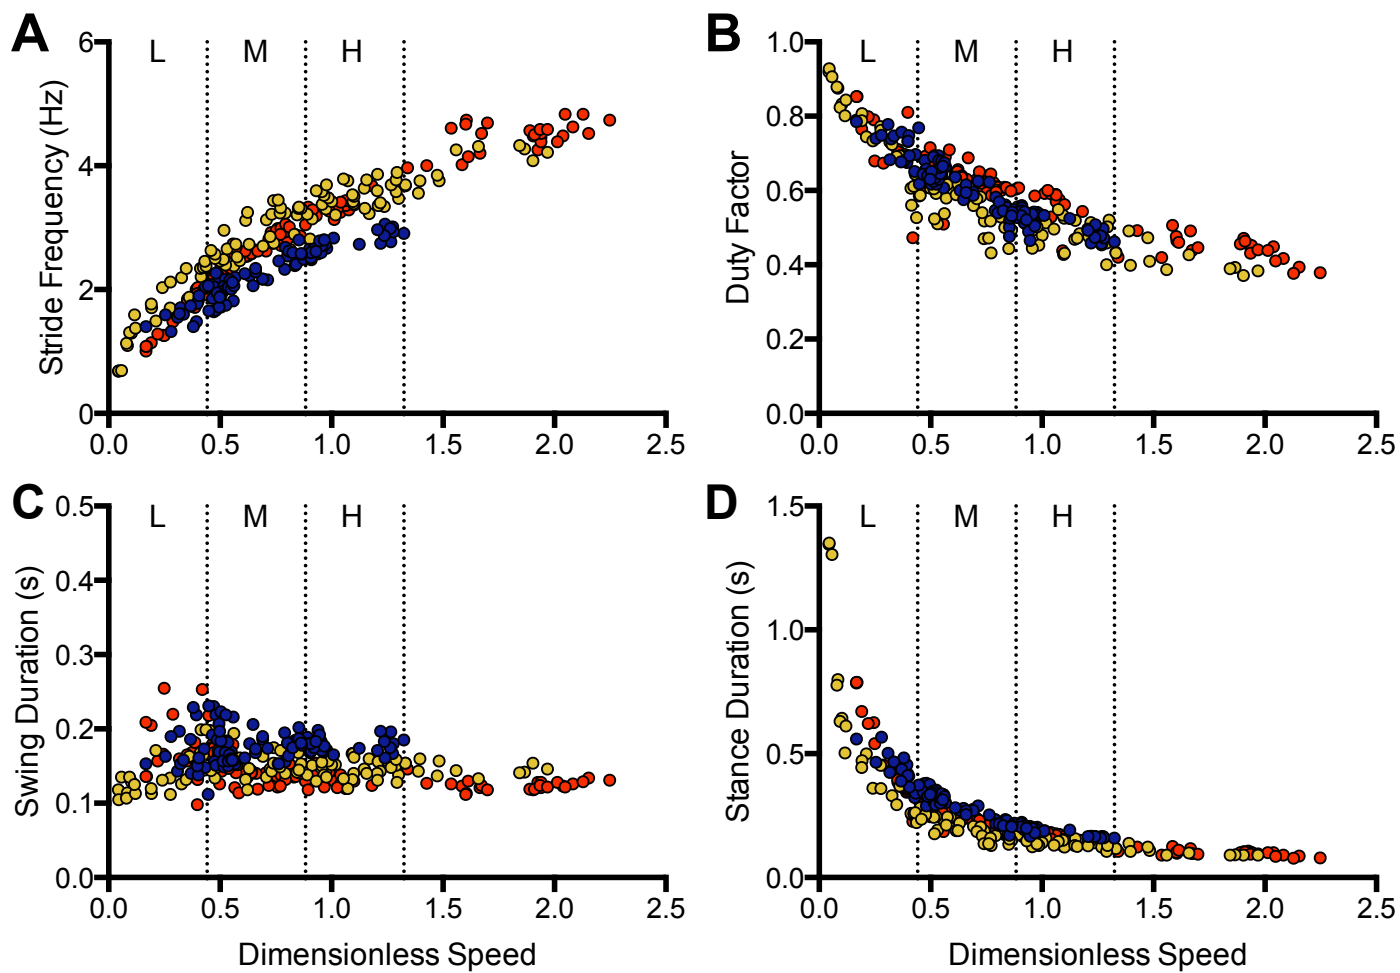 A
L M H
Stride Frequency (Hz)
6
4
2
0
0.0 0.5 1.0 1.5 2.0 2.5
B
L M H
Duty Factor
1.0
0.8
0.6
0.4
0.2
0.0
0.0 0.5 1.0 1.5 2.0 2.5
C
L M H
Swing Duration (s)
0.5
0.4
0.3
0.2
0.1
0.0
0.0 0.5 1.0 1.5 2.0 2.5
Dimensionless Speed
D
L M H
Stance Duration (s)
1.5
1.0
0.5
0.0
0.0 0.5 1.0 1.5 2.0 2.5
Dimensionless Speed